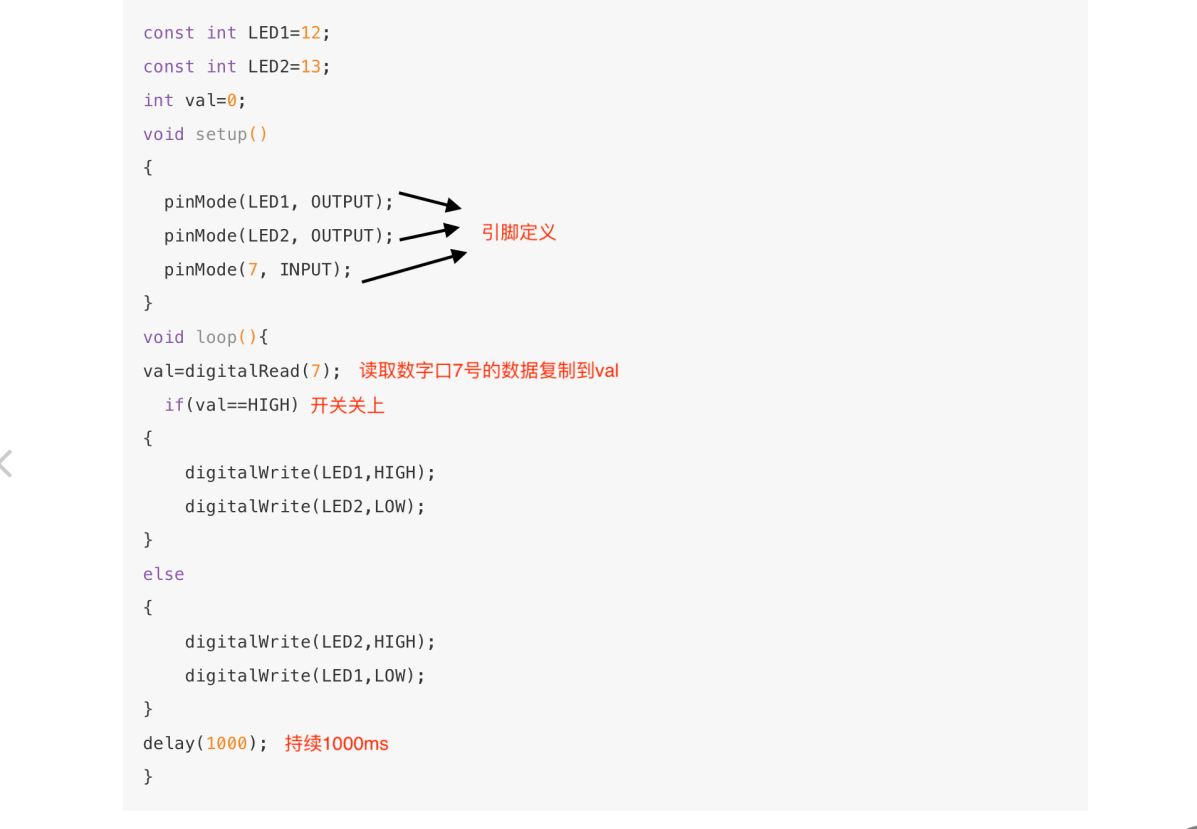 const int LED1=12;
const int LED2=13;
int val=0;
void setup()
{
pinMode(LED1, OUTPUT);
pinMode(LED2, OUTPUT);
引脚定义
pinMode(7, INPUT);
}
void loop(){
val=digitalRead(7); 读取数字口7号的数据复制到val
if(val==HIGH) 开关关上
{
digitalWrite(LED1,HIGH);
digitalWrite(LED2,LOW);
}
else
{
digitalWrite(LED2,HIGH);
digitalWrite(LED1,LOW);
}
delay(1000); 持续1000ms
}